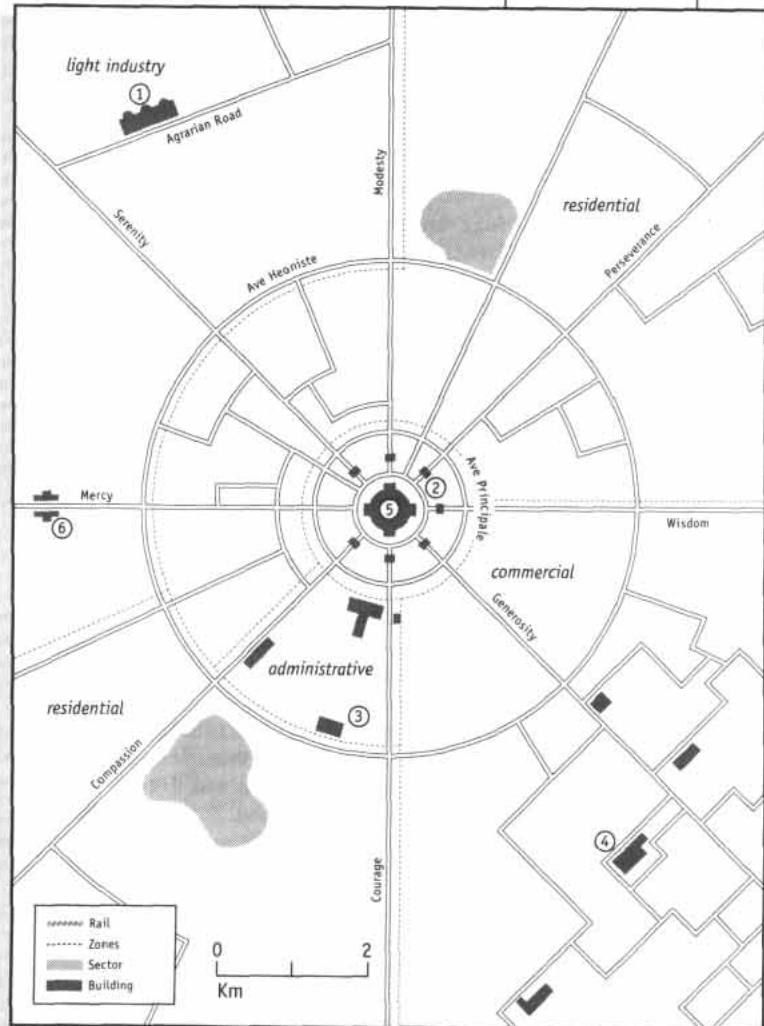 light industry
1
Agrarian Road
Modesty
residential
Serenity
Perseverance
Ave Heoniste
Ave Principale
2
Mercy
5
6
Wisdom
commercial
Generosity
administrative
residential
3
Compassion
4
Courage
Rail
Zones
Sector
Building
0 2
Km